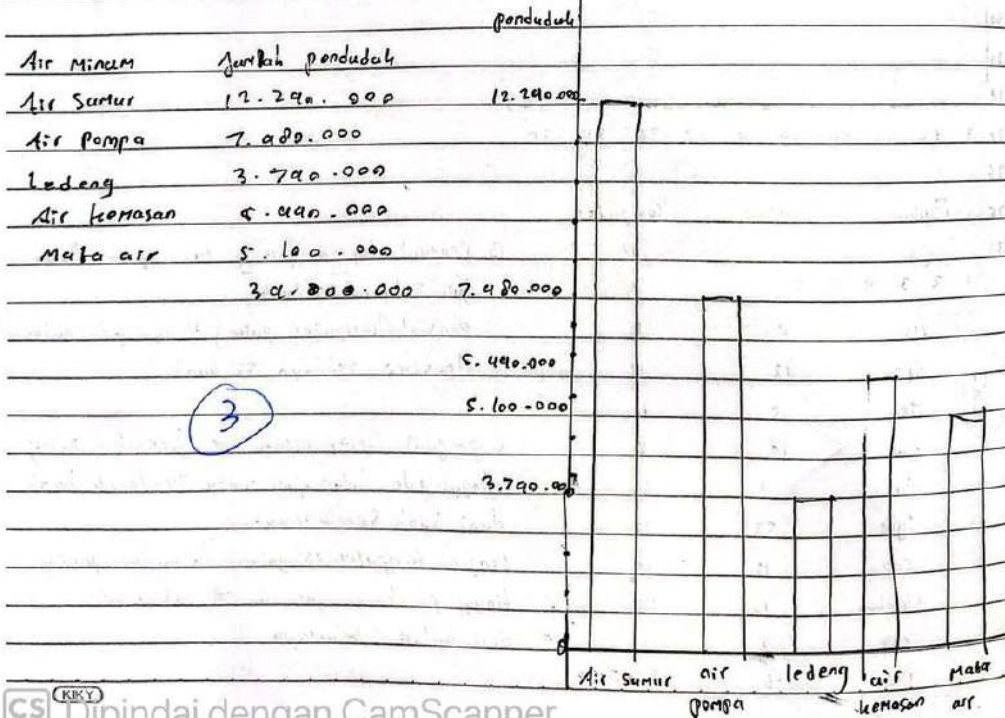 penduduk
Air Minum Jumlah penduduk
Air Sumur 12.290.000
Air Pompa 7.480.000
Ledeng 3.790.000
Air kemasan 5.490.000
Mata air 5.100.000
12.290.000
7.480.000
5.490.000
5.100.000
3.790.000
0
3
Air Sumur air pompa ledeng air kemasan Mata air
KIKY
CS Dipindai dengan CamScanner